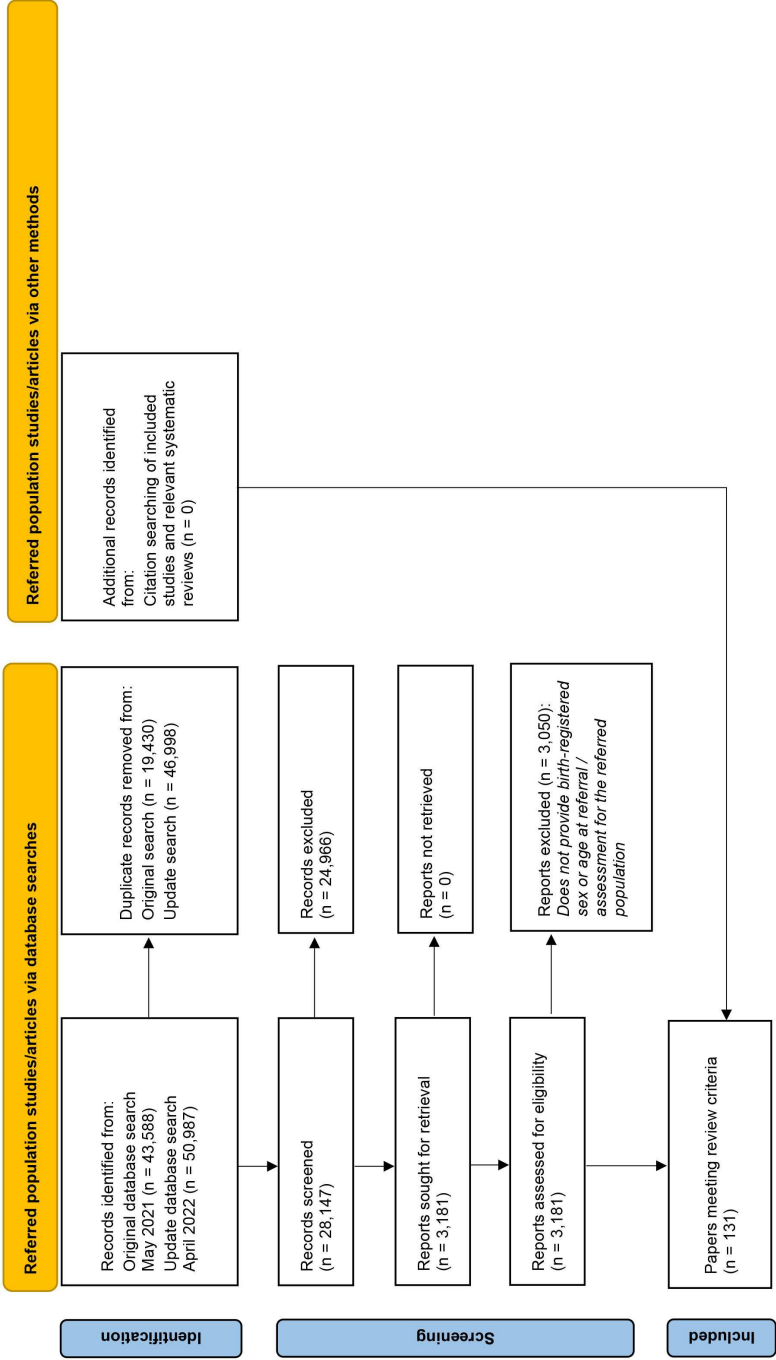 Referred population studies/articles via database searches
Referred population studies/articles via other methods
Identification
Records identified from:
Original database search
May 2021 (n = 43,588)
Update database search
April 2022 (n = 50,987)
Duplicate records removed from:
Original search (n = 19,430)
Update search (n = 46,998)
Additional records identified
from:
Citation searching of included
studies and relevant systematic
reviews (n = 0)
Screening
Records screened
(n = 28,147)
Records excluded
(n = 24,966)
Reports sought for retrieval
(n = 3,181)
Reports not retrieved
(n = 0)
Reports assessed for eligibility
(n = 3,181)
Reports excluded (n = 3,050):
Does not provide birth-registered
sex or age at referral /
assessment for the referred
population
Included
Papers meeting review criteria
(n = 131)